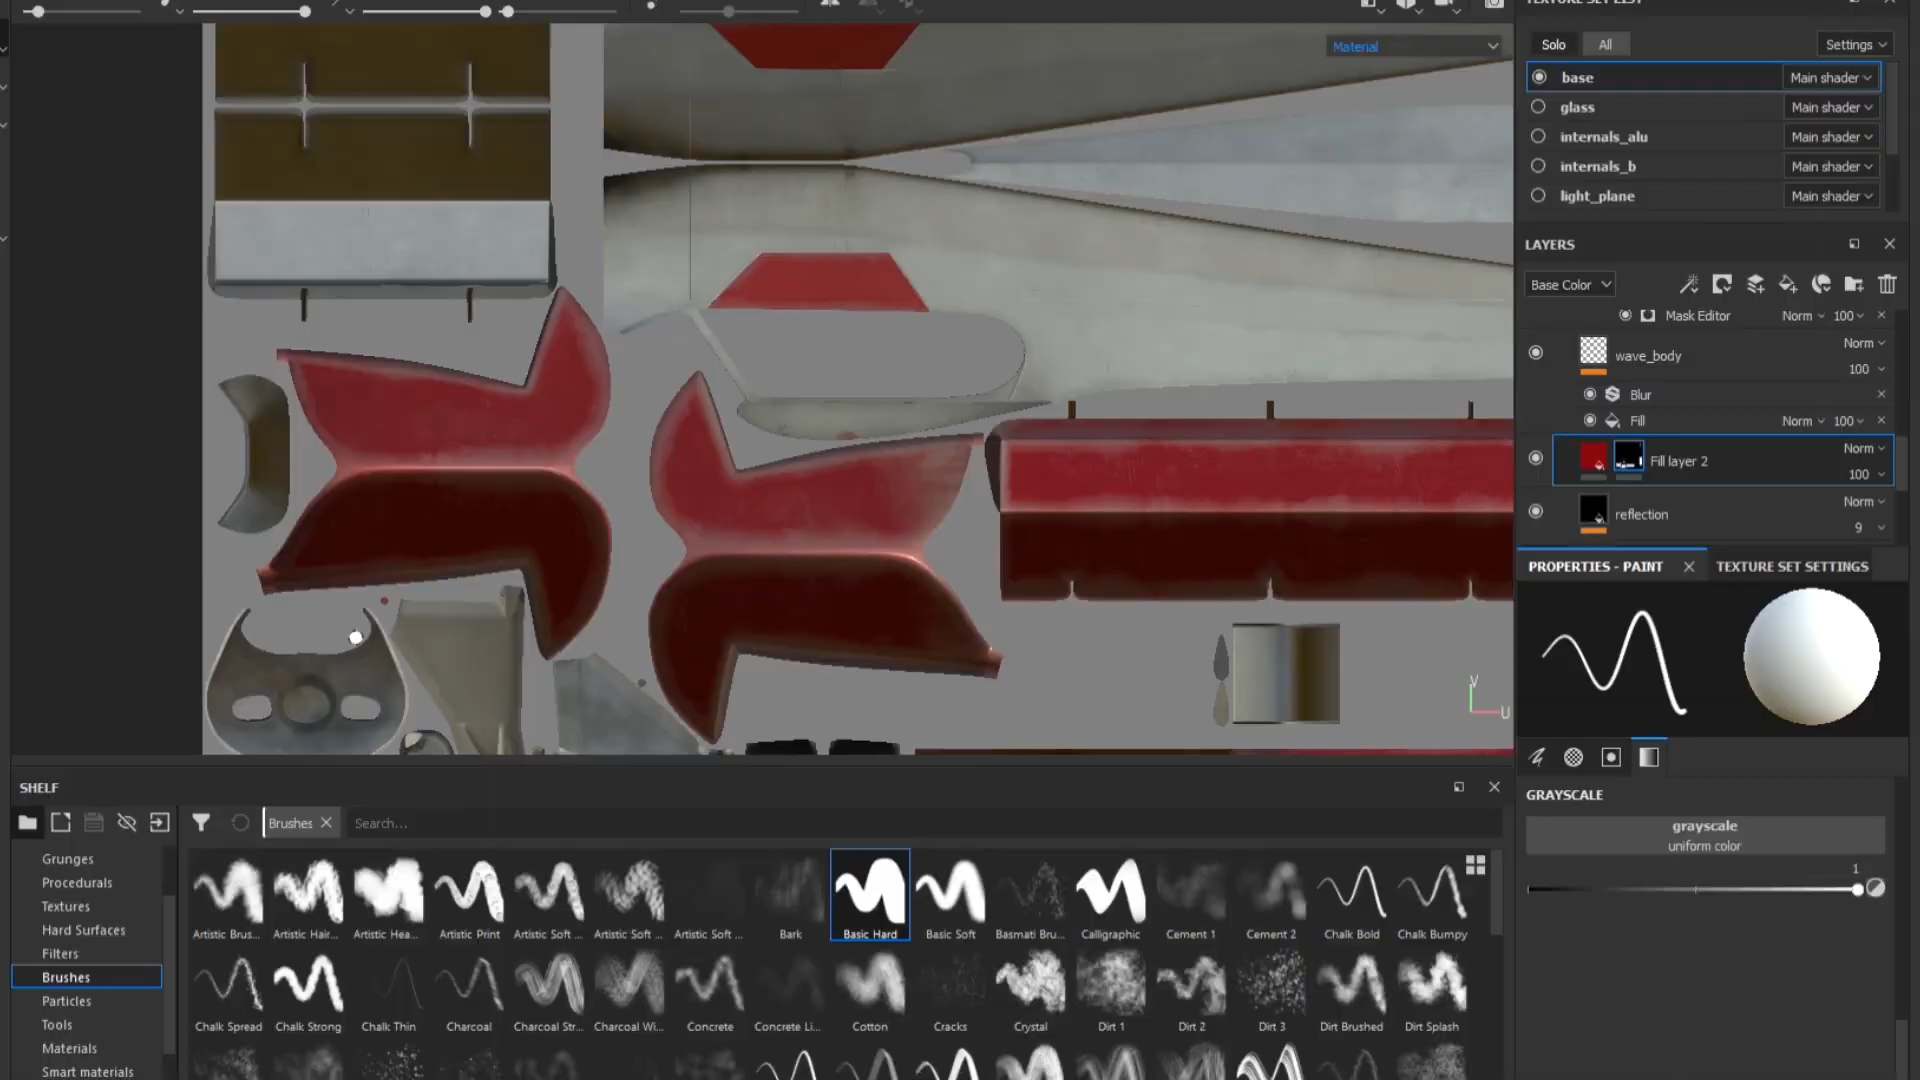 TEXTURE SET LIST
Material
Solo
All
Settings
base
Main shader
glass
Main shader
internals_alu
Main shader
internals_b
Main shader
light_plane
Main shader
LAYERS
Base Color
Mask Editor
Norm
100
Norm
wave_body
100
Blur
Fill
Norm
100
Norm
Fill layer 2
100
Norm
reflection
9
PROPERTIES - PAINT
TEXTURE SET SETTINGS
V
U
GRAYSCALE
grayscale
uniform color
1
SHELF
Brushes
Search...
Grunges
Procedurals
Textures
Hard Surfaces
Filters
Brushes
Particles
Tools
Materials
Smart materials
Artistic Brus...
Artistic Hair...
Artistic Hea...
Artistic Print
Artistic Soft ...
Artistic Soft ...
Artistic Soft ...
Bark
Basic Hard
Basic Soft
Basmati Bru...
Calligraphic
Cement 1
Cement 2
Chalk Bold
Chalk Bumpy
Chalk Spread
Chalk Strong
Chalk Thin
Charcoal
Charcoal Str...
Charcoal Wi...
Concrete
Concrete Li...
Cotton
Cracks
Crystal
Dirt 1
Dirt 2
Dirt 3
Dirt Brushed
Dirt Splash